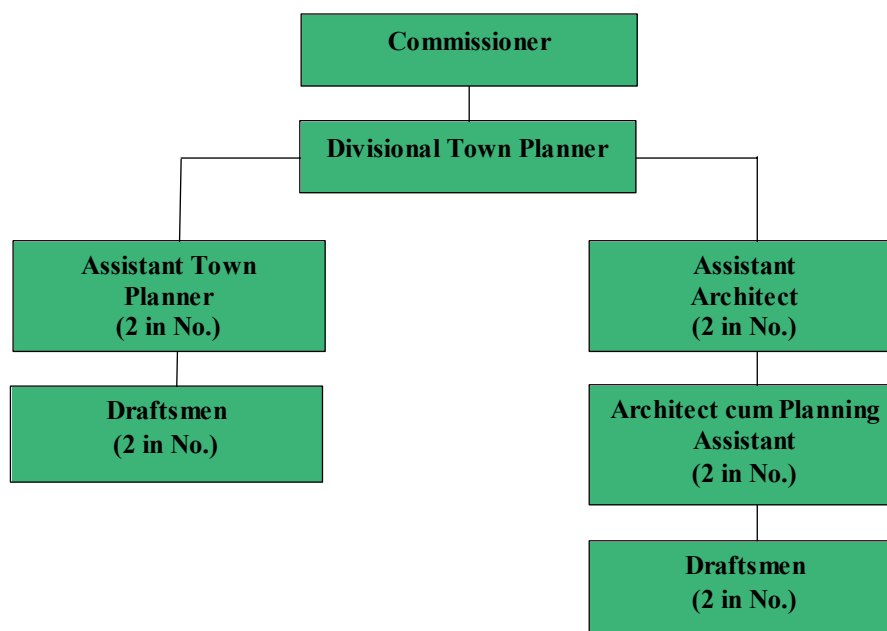 Commissioner
Divisional Town Planner
Assistant Town
Planner
(2 in No.)
Assistant
Architect
(2 in No.)
Draftsmen
(2 in No.)
Architect cum Planning
Assistant
(2 in No.)
Draftsmen
(2 in No.)